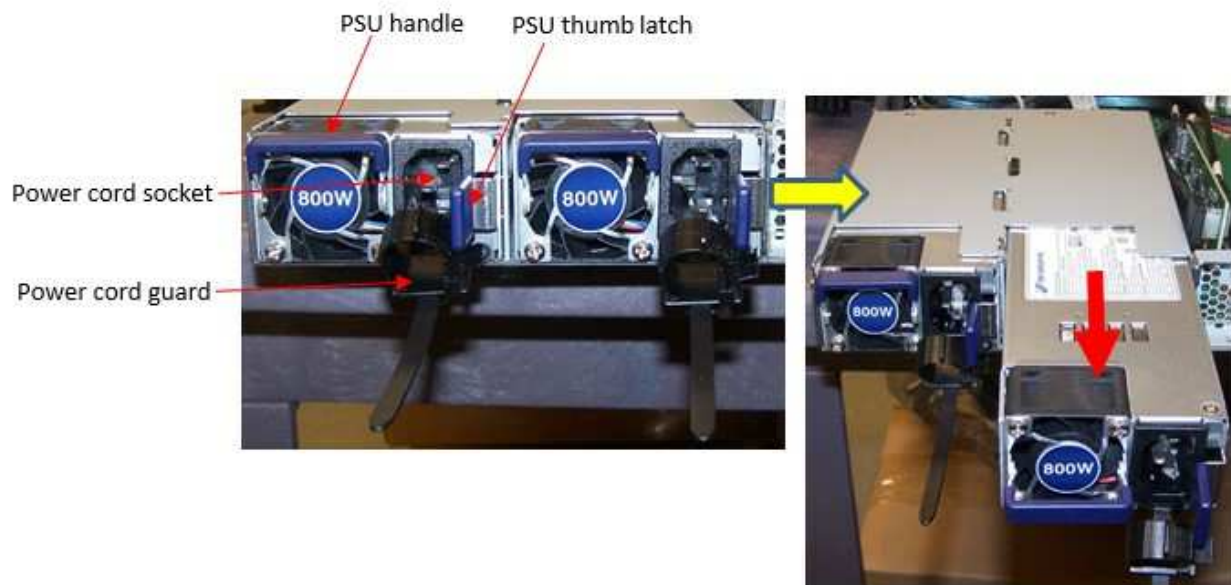 PSU handle
PSU thumb latch
Power cord socket
Power cord guard
800W
800W
800W
800W